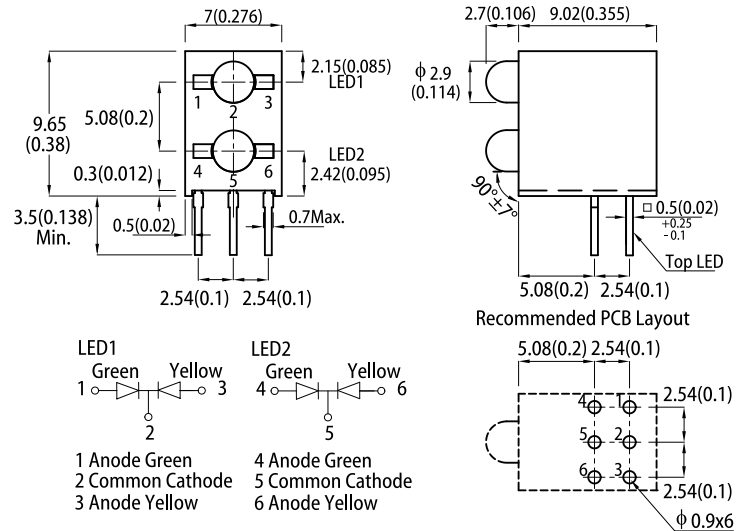 7(0.276)
2.15(0.085)
LED1
5.08(0.2)
9.65
(0.38)
1
2
3
4
5
6
LED2
2.42(0.095)
0.3(0.012)
3.5(0.138)
Min.
0.5(0.02)
0.7Max.
2.54(0.1) 2.54(0.1)
2.7(0.106) 9.02(0.355)
ϕ 2.9
(0.114)
90°±7°
□ 0.5(0.02)
+0.25
-0.1
Top LED
5.08(0.2) 2.54(0.1)
LED1
Green Yellow
1 3
2
1 Anode Green
2 Common Cathode
3 Anode Yellow
LED2
Green Yellow
4 6
5
4 Anode Green
5 Common Cathode
6 Anode Yellow
Recommended PCB Layout
5.08(0.2) 2.54(0.1)
4 1
5 2
6 3
2.54(0.1)
2.54(0.1)
ϕ 0.9x6